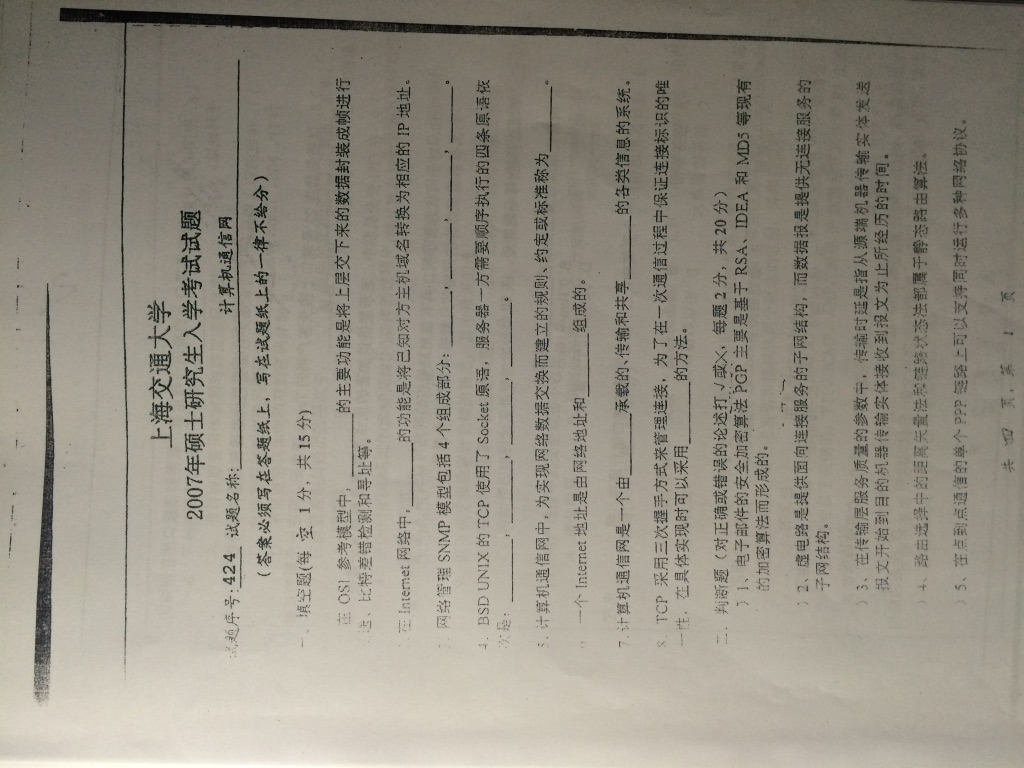 上海交通大学
2007年硕士研究生入学考试试题
试题序号:424 试题名称: 计算机通信网
(答案必须写在答题纸上，写在试题纸上的一律不给分)
一、填空题(每 空 1 分，共 15 分)
在 OSI 参考模型中，______的主要功能是将上层交下来的数据封装成帧进行
、比特差错检测和寻址等。
在 Internet 网络中，______的功能是将已知对方主机域名转换为相应的 IP 地址。
网络管理 SNMP 模型包括 4 个组成部分：______，______，______，______。
4. BSD UNIX 的 TCP 使用了 Socket 原语，服务器一方需要顺序执行的四条原语依
次是：______，______，______，______。
5. 计算机通信网中，为实现网络数据交换而建立的规则、约定或标准称为______。
一个 Internet 地址是由网络地址和______组成的。
7. 计算机通信网是一个由______承载的、传输和共享______的各类信息的系统。
8. TCP 采用三次握手方式来管理连接，为了在一次通信过程中保证连接标识的唯
一性，在具体实现时可以采用______的方法。
二、判断题（对正确或错误的论述打√或×，每题 2 分，共 20 分）
) 1、电子邮件的安全加密算法 PGP 主要是基于 RSA、IDEA 和 MD5 等现有
的加密算法而形成的。
) 2、虚电路是提供面向连接服务的子网结构，而数据报是提供无连接服务的
子网结构。
) 3、在传输层服务质量的参数中，传输时延是指从源端机器传输实体发送
报文开始到目的机器传输实体接收到报文为止所经历的时间。
) 4、路由选择中的距离矢量法和链路状态法都属于静态路由算法。
) 5、在点到点通信的单个 PPP 链路上可以支持同时运行多种网络协议。
共 四 页，第 1 页